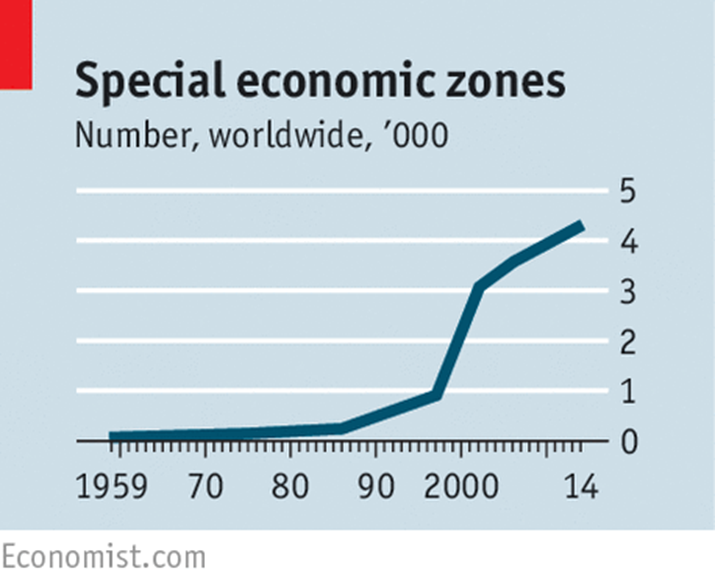 Special economic zones
Number, worldwide, ’000
5
4
3
2
1
0
1959 70 80 90 2000 14
Economist.com